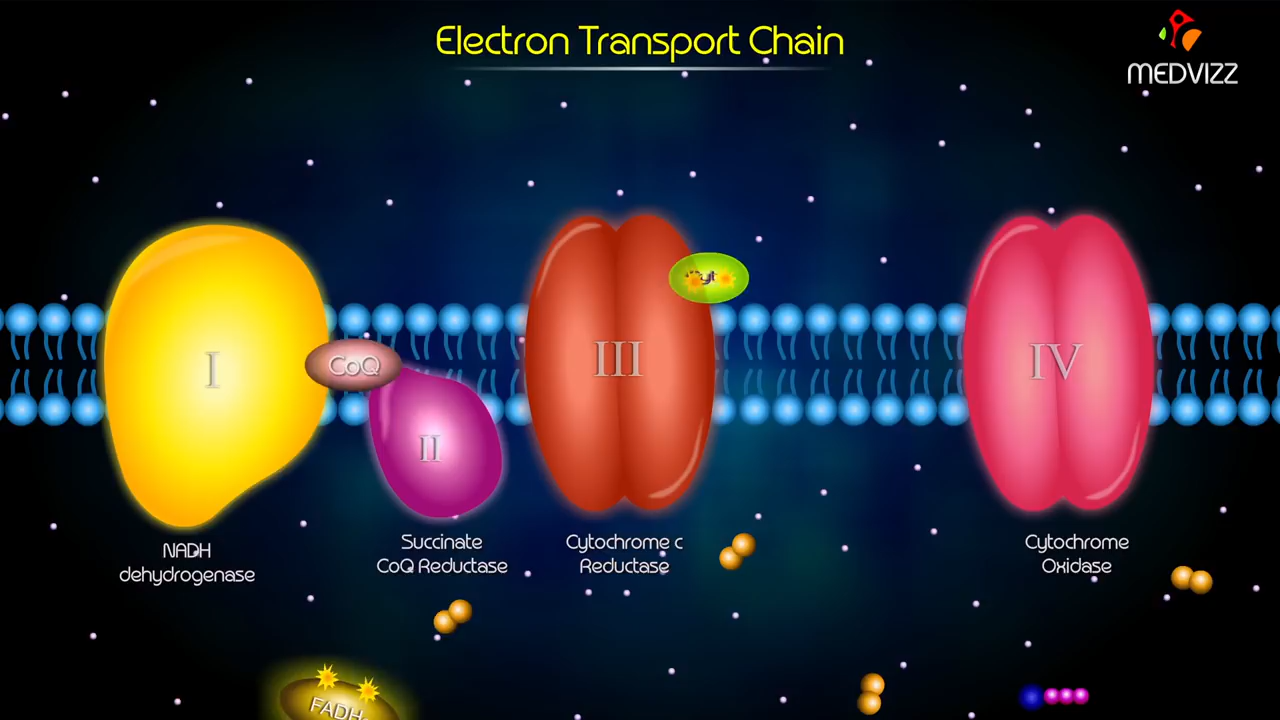 Electron Transport Chain
MEDVIZZ
I
CoQ
II
III
IV
NADH
dehydrogenase
Succinate
CoQ Reductase
Cytochrome c
Reductase
Cytochrome
Oxidase